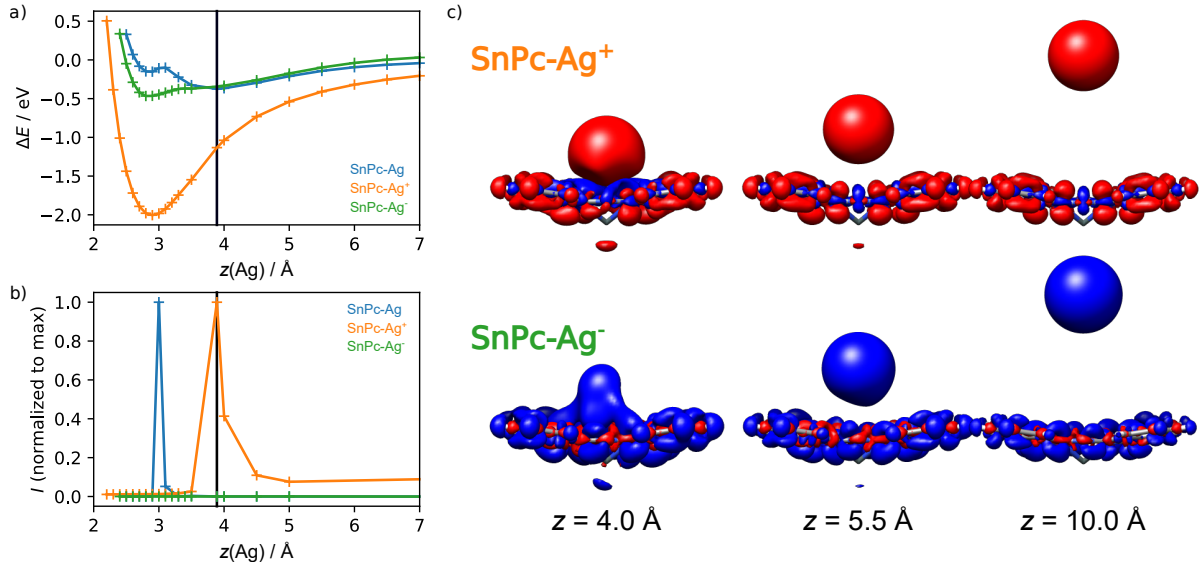 a)
0.5
0.0
−0.5
−1.0
−1.5
−2.0
ΔE / eV
SnPc-Ag
SnPc-Ag⁺
SnPc-Ag⁻
2 3 4 5 6 7
z(Ag) / Å
b)
1.0
0.8
0.6
0.4
0.2
0.0
I (normalized to max)
SnPc-Ag
SnPc-Ag⁺
SnPc-Ag⁻
2 3 4 5 6 7
z(Ag) / Å
c)
SnPc-Ag⁺
SnPc-Ag⁻
z = 4.0 Å z = 5.5 Å z = 10.0 Å